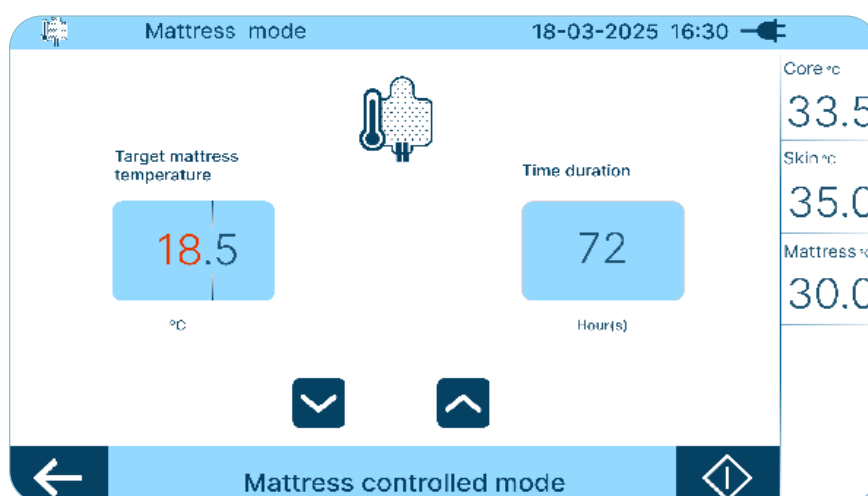 Mattress mode 18-03-2025 16:30
Core °C
33.5
Skin °C
35.0
Mattress °C
30.0
Target mattress
temperature
18.5
°C
Time duration
72
Hour(s)
Mattress controlled mode